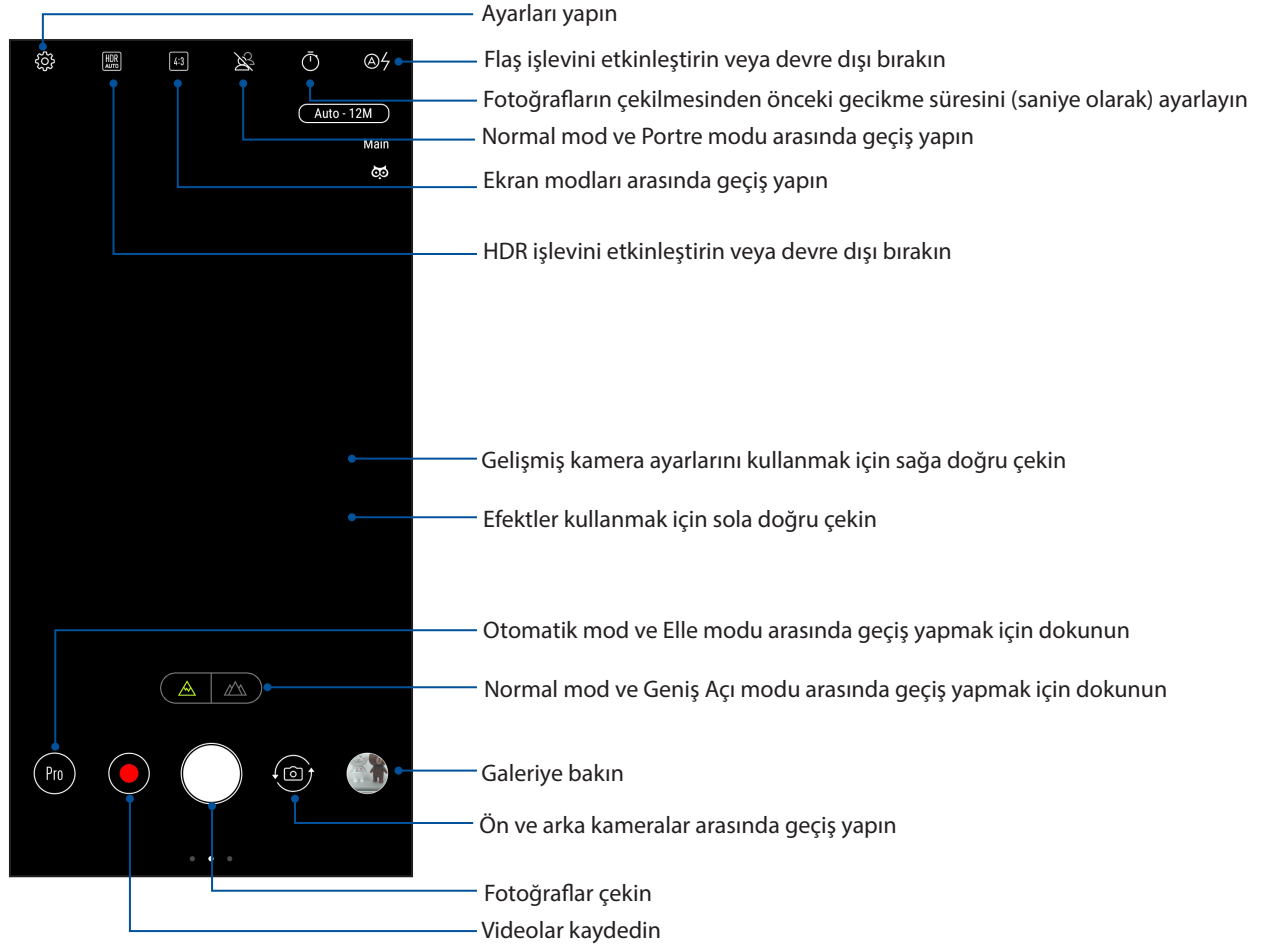 Ayarları yapın
HDR
AUTO
4:3
A
Flaş işlevini etkinleştirin veya devre dışı bırakın
Fotoğrafların çekilmesinden önceki gecikme süresini (saniye olarak) ayarlayın
Auto - 12M
Normal mod ve Portre modu arasında geçiş yapın
Main
Ekran modları arasında geçiş yapın
HDR işlevini etkinleştirin veya devre dışı bırakın
Gelişmiş kamera ayarlarını kullanmak için sağa doğru çekin
Efektler kullanmak için sola doğru çekin
Otomatik mod ve Elle modu arasında geçiş yapmak için dokunun
Normal mod ve Geniş Açı modu arasında geçiş yapmak için dokunun
Pro
Galeriye bakın
Ön ve arka kameralar arasında geçiş yapın
Fotoğraflar çekin
Videolar kaydedin